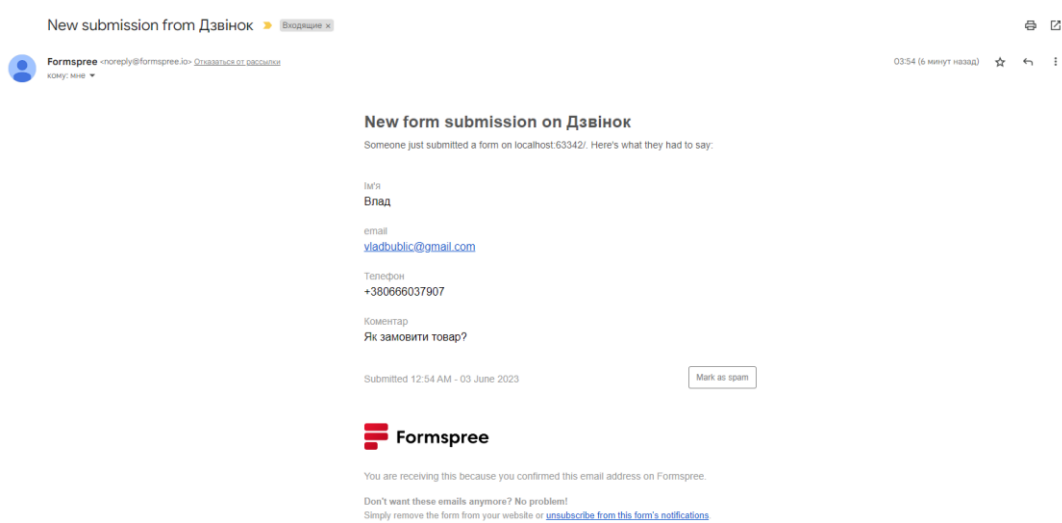 New submission from Дзвінок Входящие x
Formspree <noreply@formspree.io> Отказаться от рассылки
03:54 (6 минут назад)
кому: мне
New form submission on Дзвінок
Someone just submitted a form on localhost:63342/. Here's what they had to say:
Ім'я
Влад
email
vladbublic@gmail.com
Телефон
+380666037907
Коментар
Як замовити товар?
Submitted 12:54 AM - 03 June 2023
Mark as spam
Formspree
You are receiving this because you confirmed this email address on Formspree.
Don't want these emails anymore? No problem!
Simply remove the form from your website or unsubscribe from this form's notifications